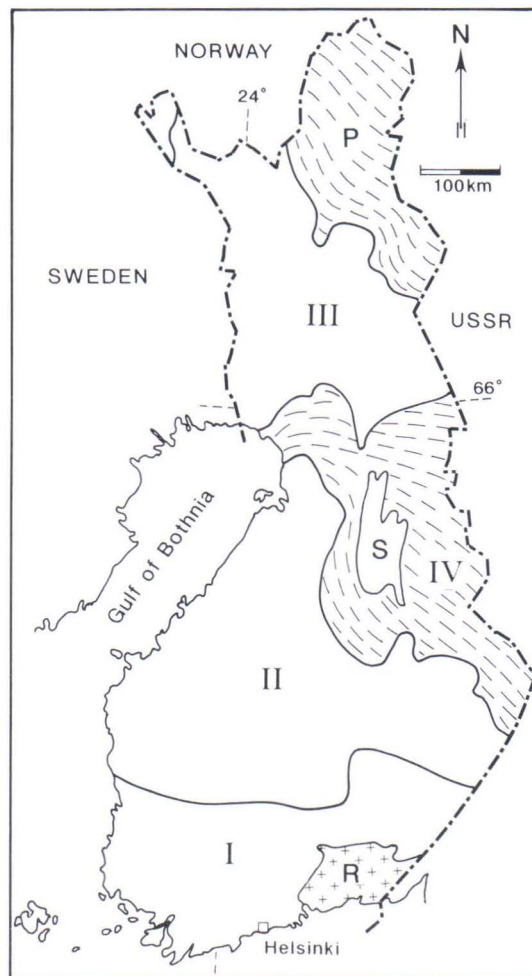 NORWAY
N
24°
P
100km
SWEDEN
III
USSR
66°
Gulf of Bothnia
S
IV
II
I
R
Helsinki